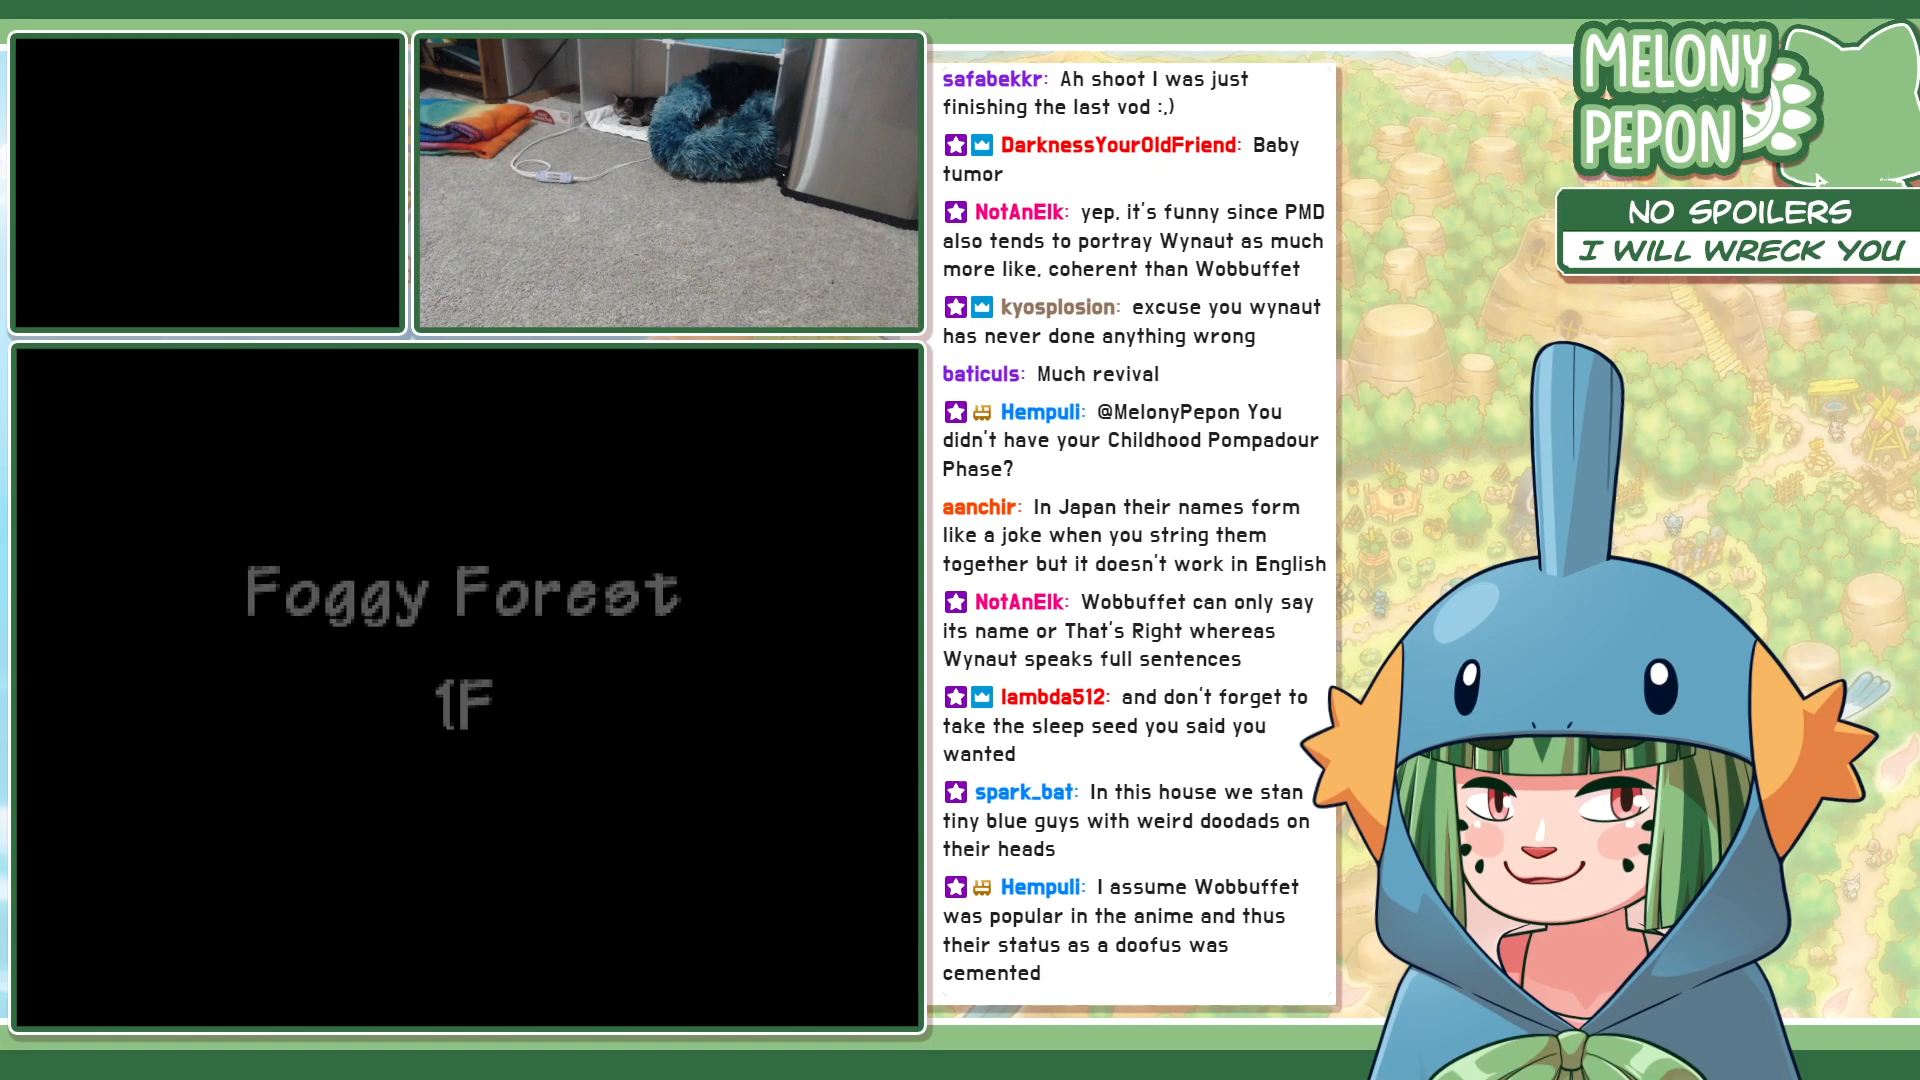 safabekkr: Ah shoot I was just
finishing the last vod :,)
DarknessYourOldFriend: Baby
tumor
NotAnElk: yep, it's funny since PMD
also tends to portray Wynaut as much
more like, coherent than Wobbuffet
kyosplosion: excuse you wynaut
has never done anything wrong
baticuls: Much revival
Hempuli: @MelonyPepon You
didn't have your Childhood Pompadour
Phase?
aanchir: In Japan their names form
like a joke when you string them
together but it doesn't work in English
NotAnElk: Wobbuffet can only say
its name or That's Right whereas
Wynaut speaks full sentences
lambda512: and don't forget to
take the sleep seed you said you
wanted
spark_bat: In this house we stan
tiny blue guys with weird doodads on
their heads
Hempuli: I assume Wobbuffet
was popular in the anime and thus
their status as a doofus was
cemented
MELONY
PEPON
NO SPOILERS
I WILL WRECK YOU
Foggy Forest
1F